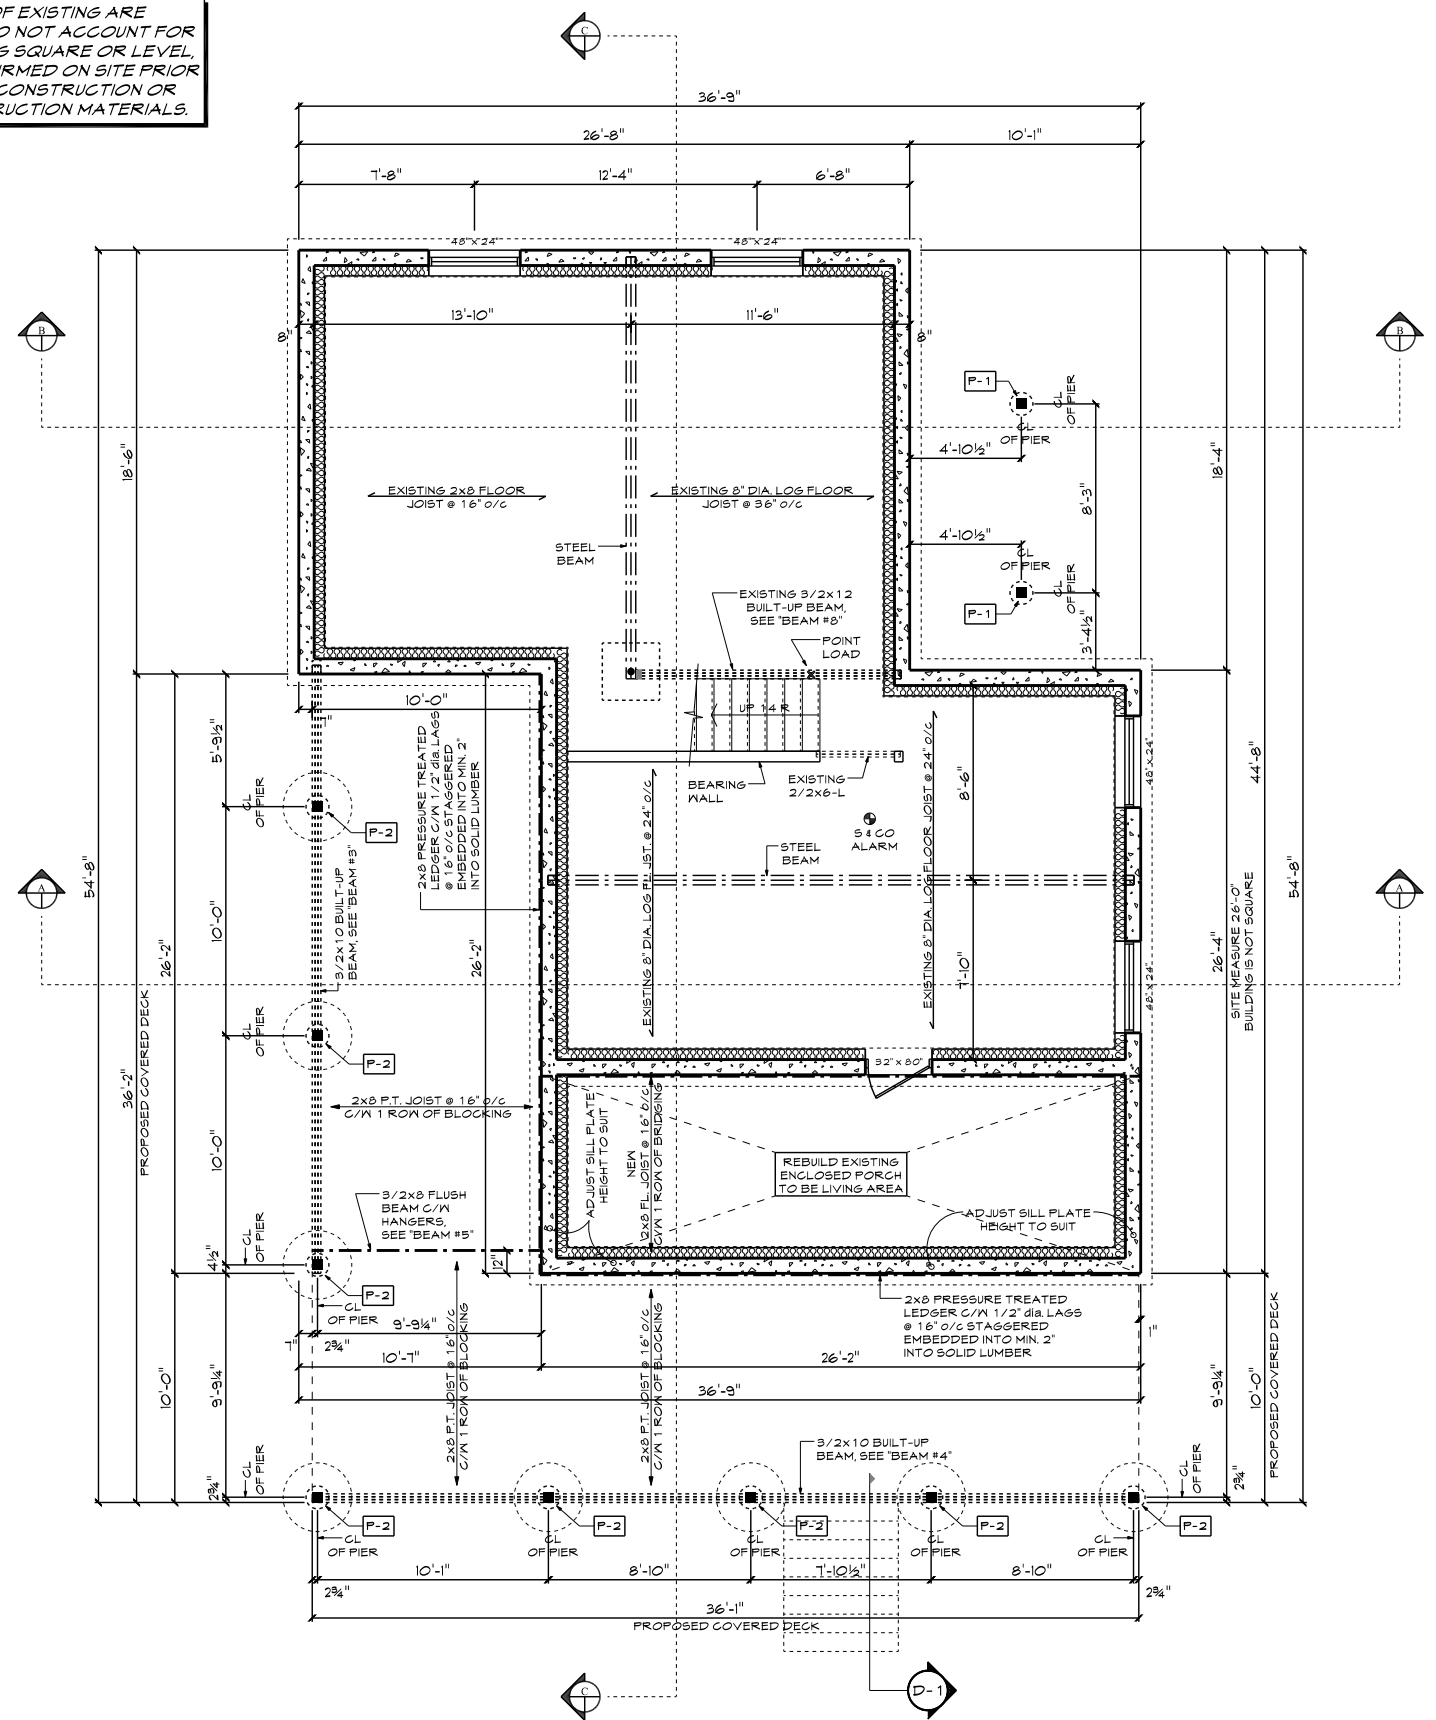 OF EXISTING ARE
O NOT ACCOUNT FOR
G SQUARE OR LEVEL,
IRMED ON SITE PRIOR
CONSTRUCTION OR
RUCTION MATERIALS.
C
36'-9"
26'-8"
10'-1"
7'-8"
12'-4"
6'-8"
48" x 24"
48" x 24"
B
B
8"
13'-10"
11'-6"
8"
P-1
CL
OF PIER
CL
OF PIER
4'-10½"
18'-6"
18'-4"
8'-3"
EXISTING 2x8 FLOOR
JOIST @ 16" o/c
EXISTING 8" DIA. LOG FLOOR
JOIST @ 36" o/c
4'-10½"
CL
OF PIER
CL
OF PIER
P-1
3'-4½"
STEEL
BEAM
EXISTING 3/2x12
BUILT-UP BEAM,
SEE "BEAM #8"
POINT
LOAD
10'-0"
7"
UP 14 R
5'-9½"
2x8 PRESSURE TREATED
LEDGER C/W 1/2" dia. LAGS
@ 16" o/c STAGGERED
EMBEDDED INTO MIN. 2"
INTO SOLID LUMBER
CL
OF PIER
P-2
BEARING
WALL
EXISTING
2/2x6-L
8'-6"
48" x 24"
44'-8"
S & CO
ALARM
STEEL
BEAM
EXISTING 8" DIA. LOG FL. JST. @ 24" o/c
EXISTING 8" DIA. LOG FLOOR JOIST @ 24" o/c
A
A
54'-8"
54'-8"
10'-0"
3/2x10 BUILT-UP
BEAM, SEE "BEAM #3"
26'-2"
26'-2"
7'-10"
48" x 24"
26'-4"
SITE MEASURE 26'-0"
BUILDING IS NOT SQUARE
CL
OF PIER
P-2
36'-2"
PROPOSED COVERED DECK
32" x 80"
2x8 P.T. JOIST @ 16" o/c
C/W 1 ROW OF BLOCKING
10'-0"
ADJUST SILL PLATE
HEIGHT TO SUIT
NEW
2x8 FL. JOIST @ 16" o/c
C/W 1 ROW OF BRIDGING
REBUILD EXISTING
ENCLOSED PORCH
TO BE LIVING AREA
ADJUST SILL PLATE
HEIGHT TO SUIT
3/2x8 FLUSH
BEAM C/W
HANGERS,
SEE "BEAM #5"
4½"
CL
OF PIER
12"
P-2
CL
OF PIER
2x8 PRESSURE TREATED
LEDGER C/W 1/2" dia. LAGS
@ 16" o/c STAGGERED
EMBEDDED INTO MIN. 2"
INTO SOLID LUMBER
7"
2¾"
9'-9¼"
1"
10'-7"
26'-2"
36'-9"
2x8 P.T. JOIST @ 16" o/c
C/W 1 ROW OF BLOCKING
2x8 P.T. JOIST @ 16" o/c
C/W 1 ROW OF BLOCKING
10'-0"
9'-9¼"
9'-9¼"
10'-0"
PROPOSED COVERED DECK
3/2x10 BUILT-UP
BEAM, SEE "BEAM #4"
2¾"
CL
OF PIER
CL
OF PIER
2¾"
P-2
P-2
P-2
P-2
P-2
CL
OF PIER
CL
OF PIER
CL
OF PIER
CL
OF PIER
CL
OF PIER
10'-1"
8'-10"
7'-10½"
8'-10"
2¾"
2¾"
36'-1"
PROPOSED COVERED DECK
C
D-1